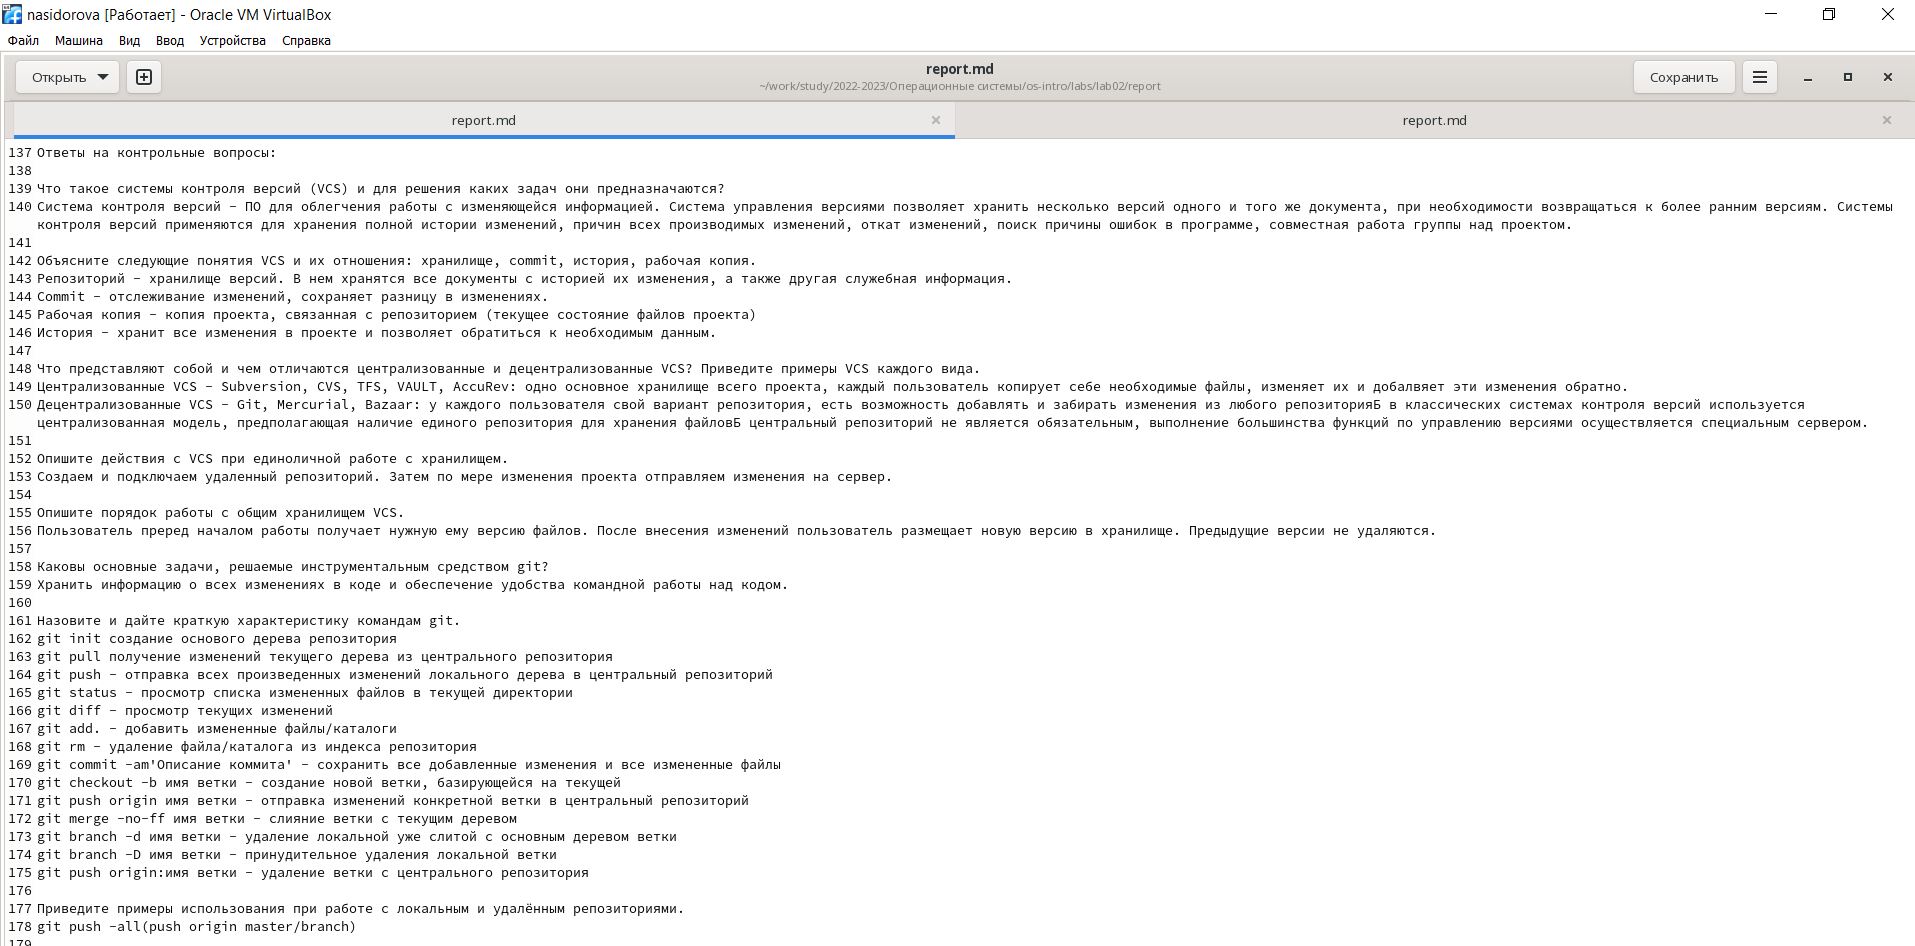 nasidorova [Работает] - Oracle VM VirtualBox
Файл Машина Вид Ввод Устройства Справка
Открыть
report.md
~/work/study/2022-2023/Операционные системы/os-intro/labs/lab02/report
Сохранить
report.md
report.md
137 Ответы на контрольные вопросы:
138
139 Что такое системы контроля версий (VCS) и для решения каких задач они предназначаются?
140 Система контроля версий – ПО для облегчения работы с изменяющейся информацией. Система управления версиями позволяет хранить несколько версий одного и того же документа, при необходимости возвращаться к более ранним версиям. Системы
контроля версий применяются для хранения полной истории изменений, причин всех производимых изменений, откат изменений, поиск причины ошибок в программе, совместная работа группы над проектом.
141
142 Объясните следующие понятия VCS и их отношения: хранилище, commit, история, рабочая копия.
143 Репозиторий – хранилище версий. В нем хранятся все документы с историей их изменения, а также другая служебная информация.
144 Commit – отслеживание изменений, сохраняет разницу в изменениях.
145 Рабочая копия – копия проекта, связанная с репозиторием (текущее состояние файлов проекта)
146 История – хранит все изменения в проекте и позволяет обратиться к необходимым данным.
147
148 Что представляют собой и чем отличаются централизованные и децентрализованные VCS? Приведите примеры VCS каждого вида.
149 Централизованные VCS – Subversion, CVS, TFS, VAULT, AccuRev: одно основное хранилище всего проекта, каждый пользователь копирует себе необходимые файлы, изменяет их и добалвяет эти изменения обратно.
150 Децентрализованные VCS – Git, Mercurial, Bazaar: у каждого пользователя свой вариант репозитория, есть возможность добавлять и забирать изменения из любого репозиторияБ в классических системах контроля версий используется
централизованная модель, предполагающая наличие единого репозитория для хранения файловБ центральный репозиторий не является обязательным, выполнение большинства функций по управлению версиями осуществляется специальным сервером.
151
152 Опишите действия с VCS при единоличной работе с хранилищем.
153 Создаем и подключаем удаленный репозиторий. Затем по мере изменения проекта отправляем изменения на сервер.
154
155 Опишите порядок работы с общим хранилищем VCS.
156 Пользователь преред началом работы получает нужную ему версию файлов. После внесения изменений пользователь размещает новую версию в хранилище. Предыдущие версии не удаляются.
157
158 Каковы основные задачи, решаемые инструментальным средством git?
159 Хранить информацию о всех изменениях в коде и обеспечение удобства командной работы над кодом.
160
161 Назовите и дайте краткую характеристику командам git.
162 git init создание основого дерева репозитория
163 git pull получение изменений текущего дерева из центрального репозитория
164 git push – отправка всех произведенных изменений локального дерева в центральный репозиторий
165 git status – просмотр списка измененных файлов в текущей директории
166 git diff – просмотр текущих изменений
167 git add. – добавить измененные файлы/каталоги
168 git rm – удаление файла/каталога из индекса репозитория
169 git commit -am'Описание коммита' – сохранить все добавленные изменения и все измененные файлы
170 git checkout -b имя ветки – создание новой ветки, базирующейся на текущей
171 git push origin имя ветки – отправка изменений конкретной ветки в центральный репозиторий
172 git merge -no-ff имя ветки – слияние ветки с текущим деревом
173 git branch -d имя ветки – удаление локальной уже слитой с основным деревом ветки
174 git branch -D имя ветки – принудительное удаления локальной ветки
175 git push origin:имя ветки – удаление ветки с центрального репозитория
176
177 Приведите примеры использования при работе с локальным и удалённым репозиториями.
178 git push -all(push origin master/branch)
179